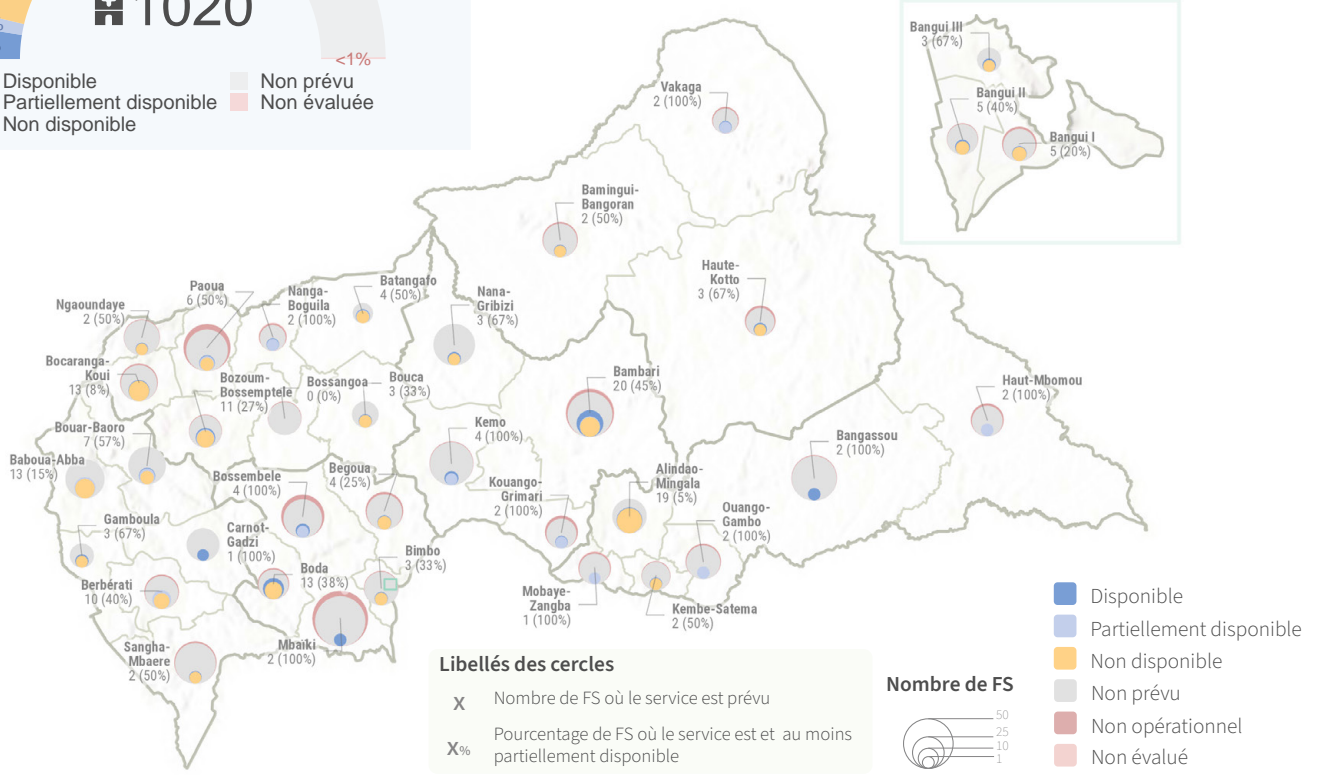 1020
<1%
Disponible
Non prévu
Partiellement disponible
Non évaluée
Non disponible
Bangui III
3 (67%)
Bangui II
5 (40%)
Bangui I
5 (20%)
Vakaga
2 (100%)
Bamingui-
Bangoran
2 (50%)
Haute-
Kotto
3 (67%)
Paoua
6 (50%)
Nanga-
Boguila
2 (100%)
Batangafo
4 (50%)
Nana-
Gribizi
3 (67%)
Ngaoundaye
2 (50%)
Bocaranga-
Koui
13 (8%)
Bozoum-
Bossemptele
11 (27%)
Bossangoa
0 (0%)
Bouca
3 (33%)
Bambari
20 (45%)
Haut-Mbomou
2 (100%)
Bouar-Baoro
7 (57%)
Kemo
4 (100%)
Bangassou
2 (100%)
Baboua-Abba
13 (15%)
Bossembele
4 (100%)
Begoua
4 (25%)
Kouango-
Grimari
2 (100%)
Alindao-
Mingala
19 (5%)
Ouango-
Gambo
2 (100%)
Gamboula
3 (67%)
Carnot-
Gadzi
1 (100%)
Bimbo
3 (33%)
Boda
13 (38%)
Berbérati
10 (40%)
Mobaye-
Zangba
1 (100%)
Kembe-Satema
2 (50%)
Sangha-
Mbaere
2 (50%)
Mbaïki
2 (100%)
Libellés des cercles
X Nombre de FS où le service est prévu
X% Pourcentage de FS où le service est et au moins
partiellement disponible
Nombre de FS
50
25
10
1
Disponible
Partiellement disponible
Non disponible
Non prévu
Non opérationnel
Non évalué